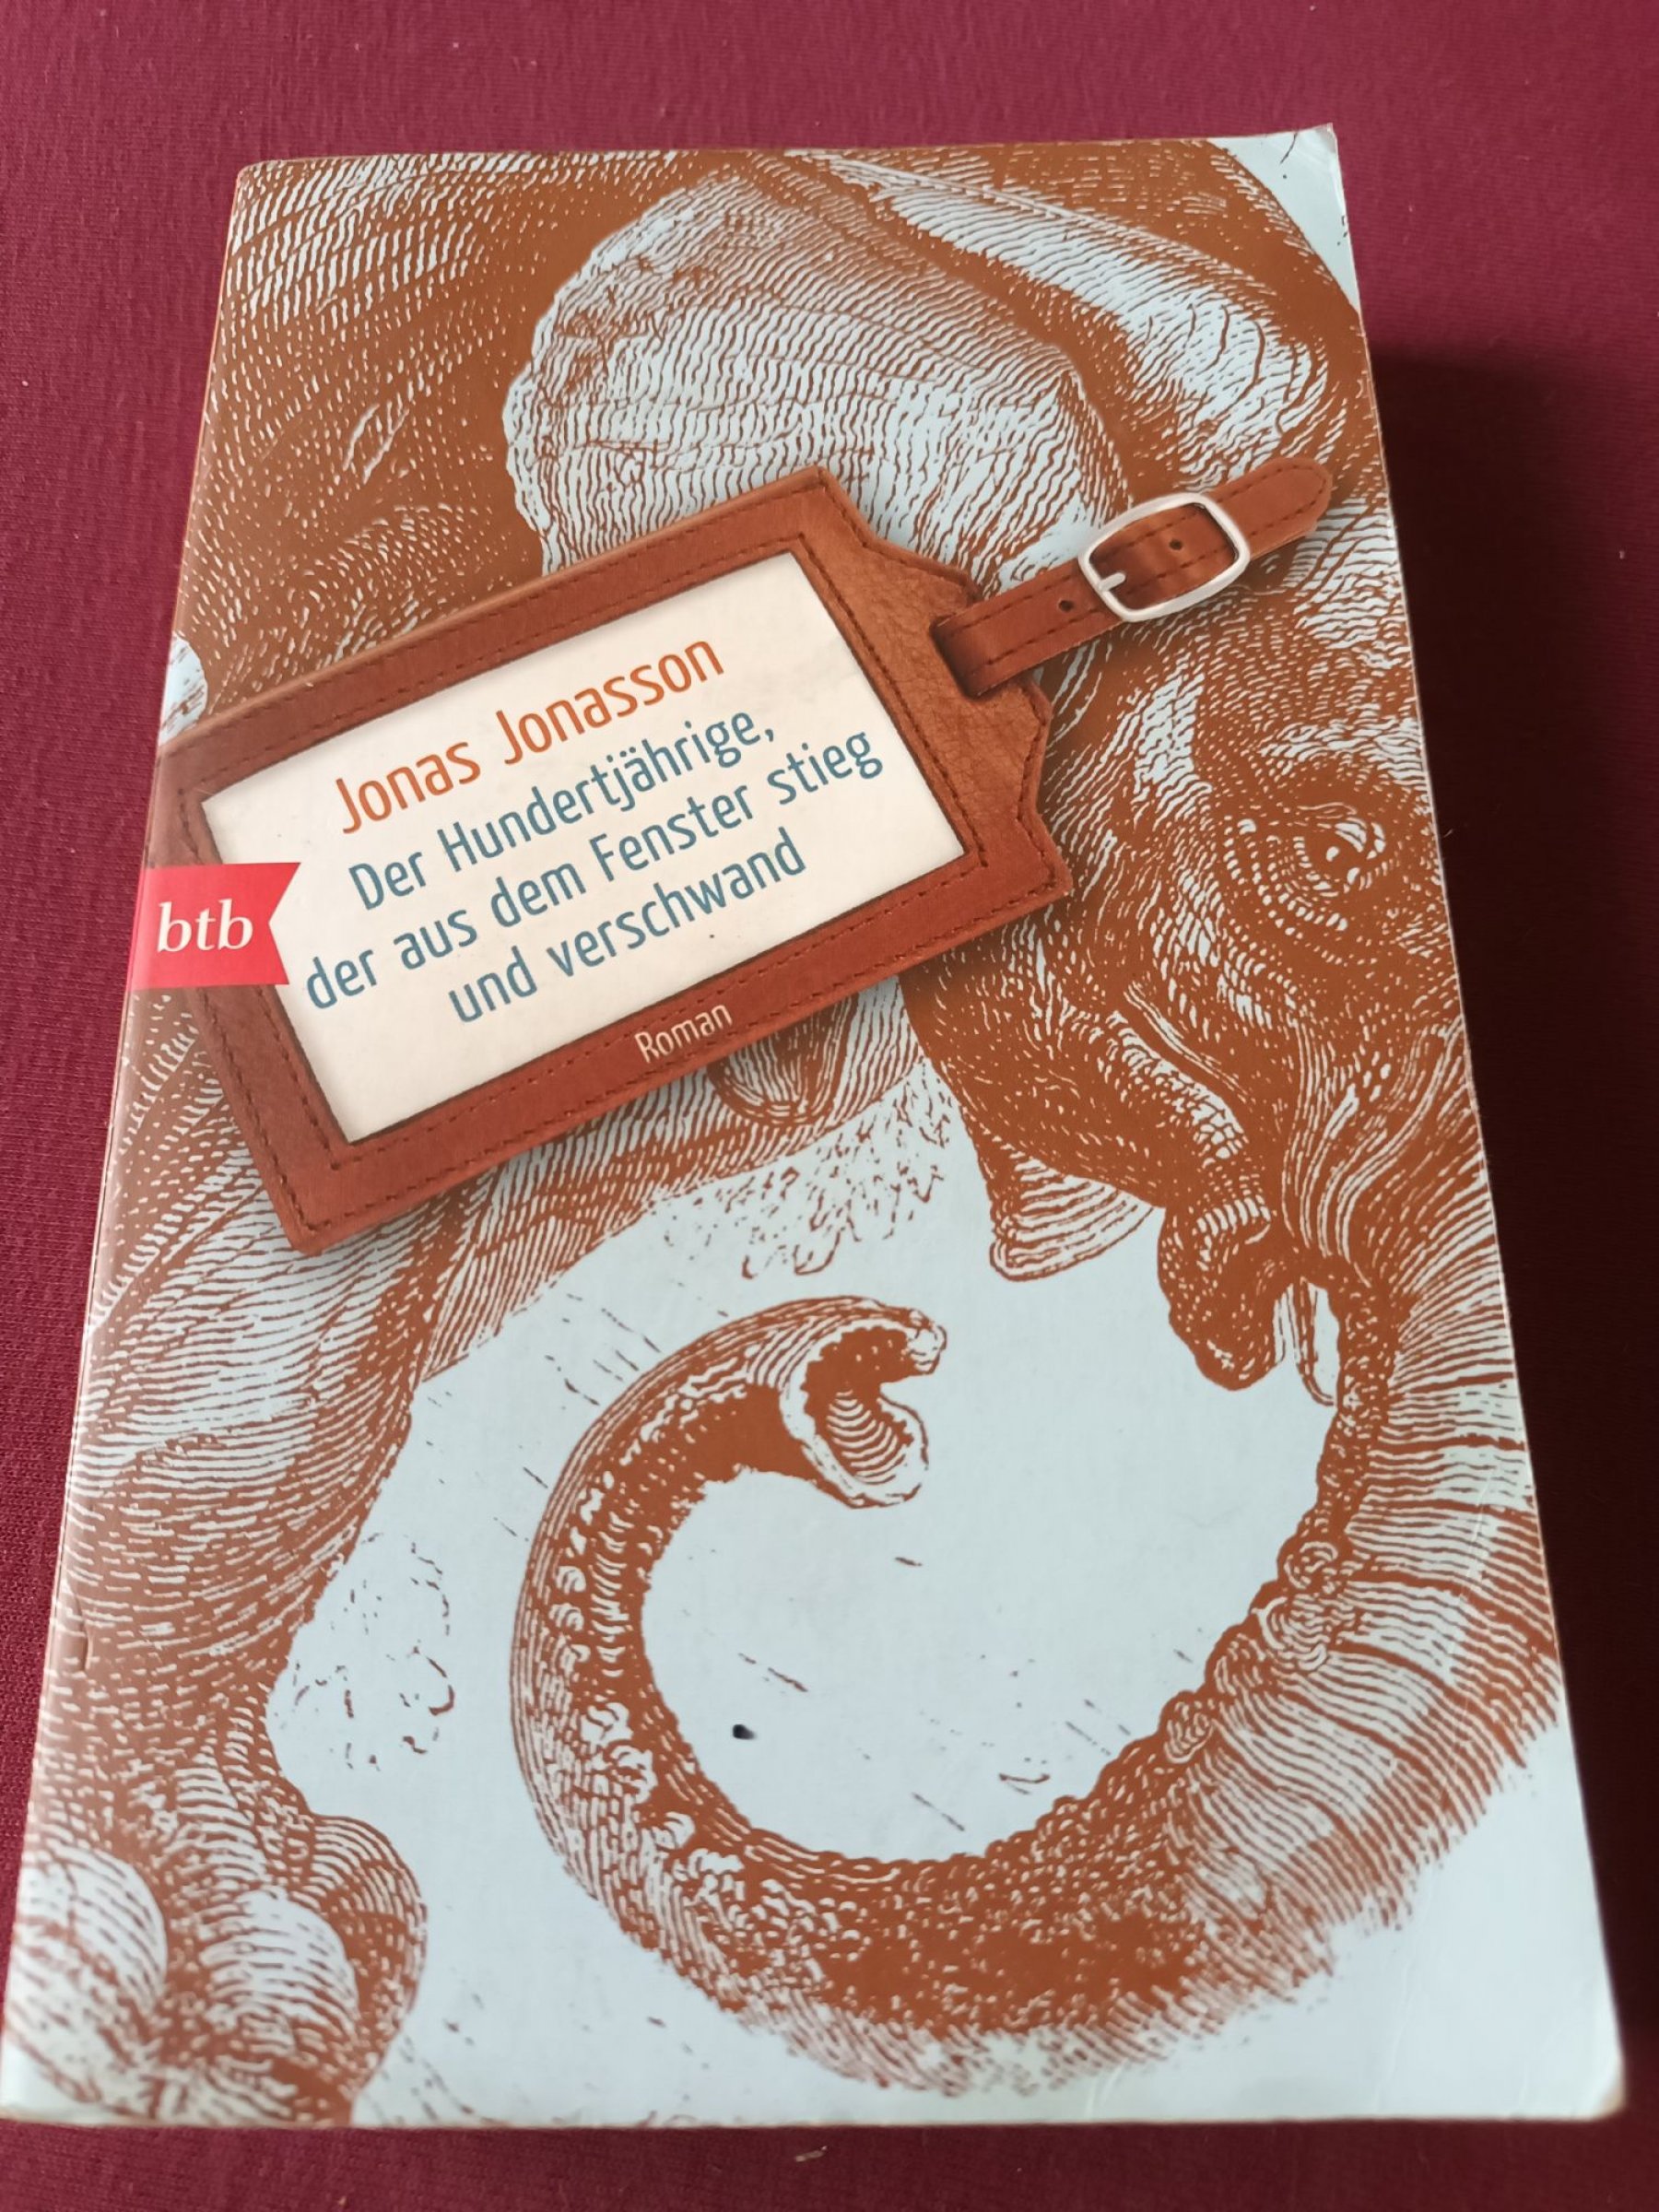 Jonas Jonasson
Der Hundertjährige,
der aus dem Fenster stieg
und verschwand
btb
Roman